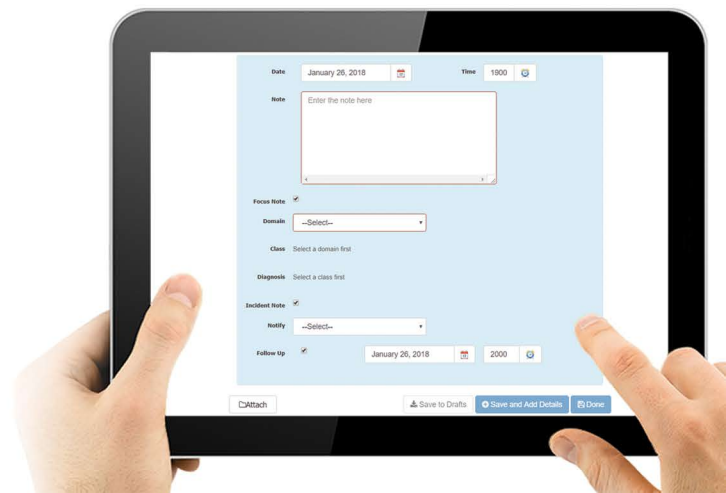 Date January 26, 2018 Time 1900
Note Enter the note here
Focus Note
Domain --Select--
Class Select a domain first
Diagnosis Select a class first
Incident Note
Notify --Select--
Follow Up January 26, 2018 2000
Attach Save to Drafts Save and Add Details Done